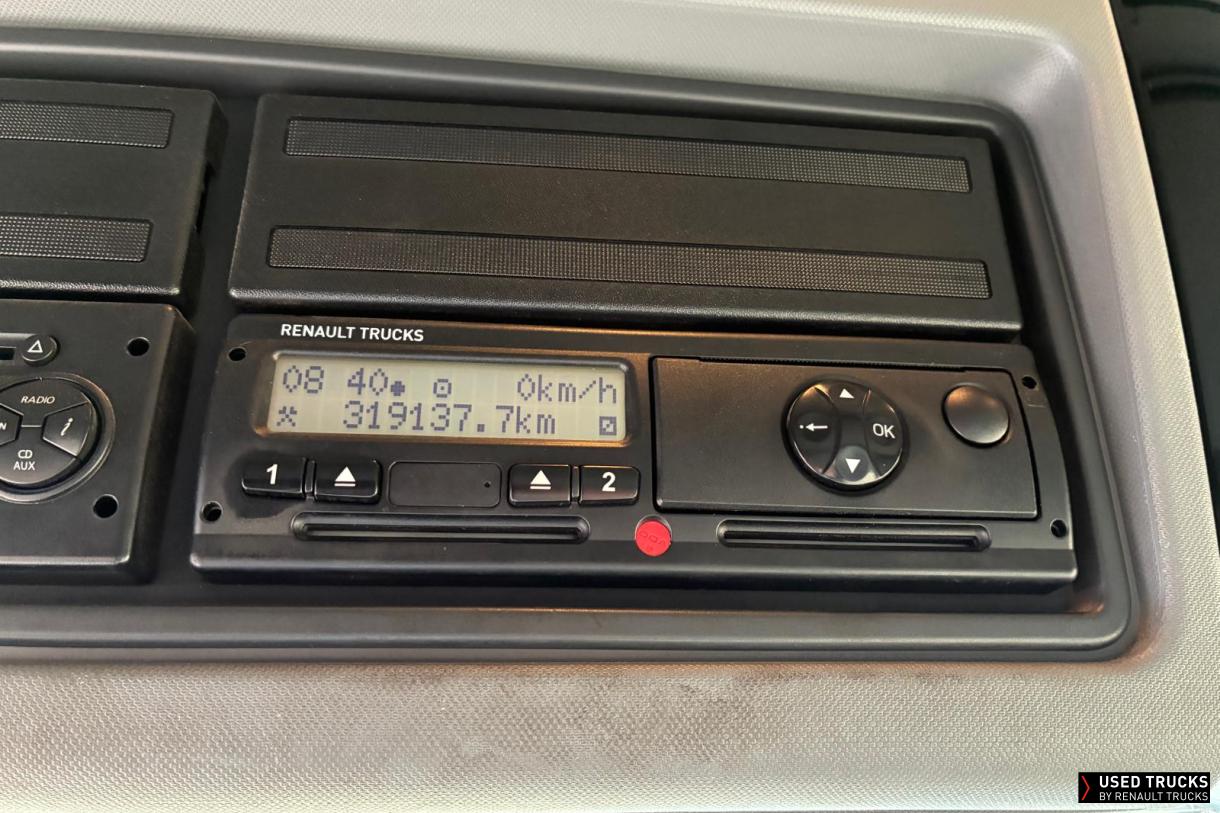 RENAULT TRUCKS
08 40 0km/h
319137.7km
1 2
OK
RADIO
i
CD
AUX
USED TRUCKS
BY RENAULT TRUCKS